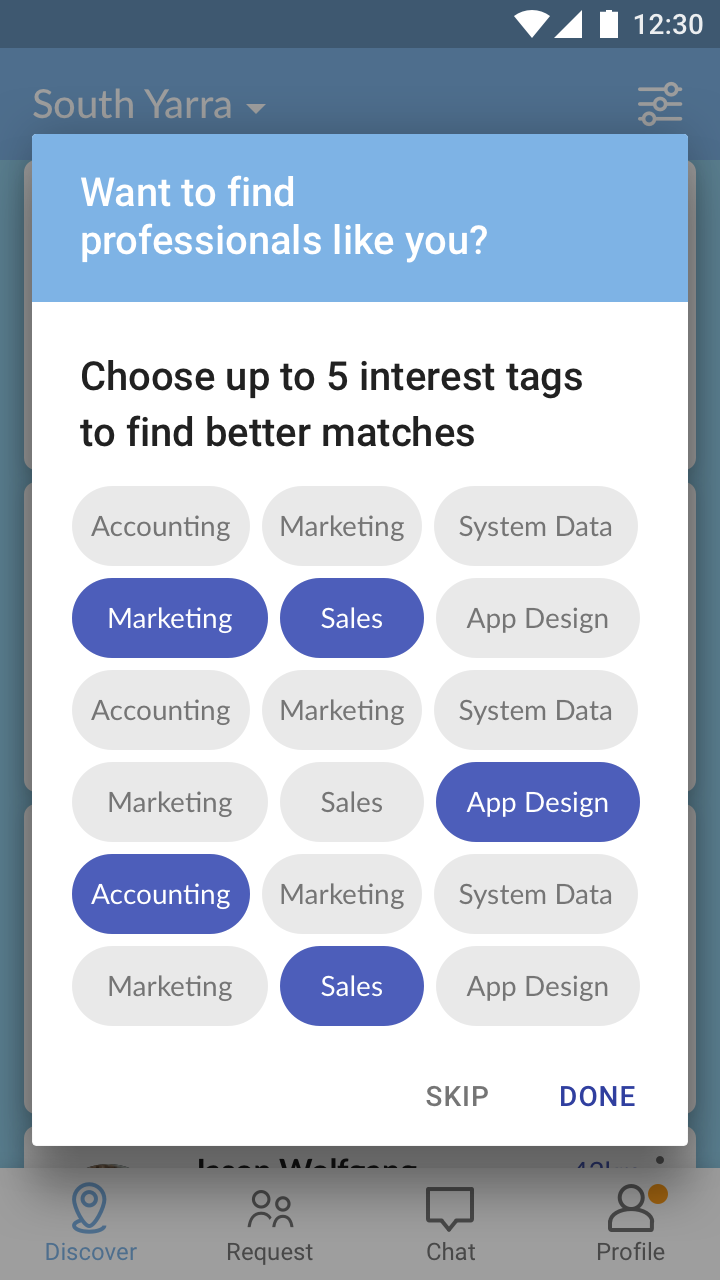 12:30
South Yarra
Want to find
professionals like you?
Choose up to 5 interest tags
to find better matches
Accounting Marketing System Data
Marketing Sales App Design
Accounting Marketing System Data
Marketing Sales App Design
Accounting Marketing System Data
Marketing Sales App Design
SKIP DONE
Jason Wolfgang
Discover Request Chat Profile